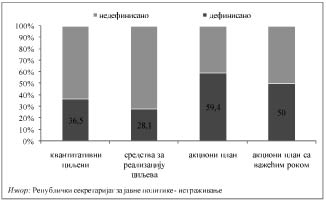 недефинисано дефинисано
100%
90%
80%
70%
60%
50%
40%
30%
20%
10%
0%
36,5
28,1
59,4
50
квантитативни циљеви
средства за реализацију циљева
акциони план
акциони план са важећим роком
Извор: Републички секретаријат за јавне политике- истраживање